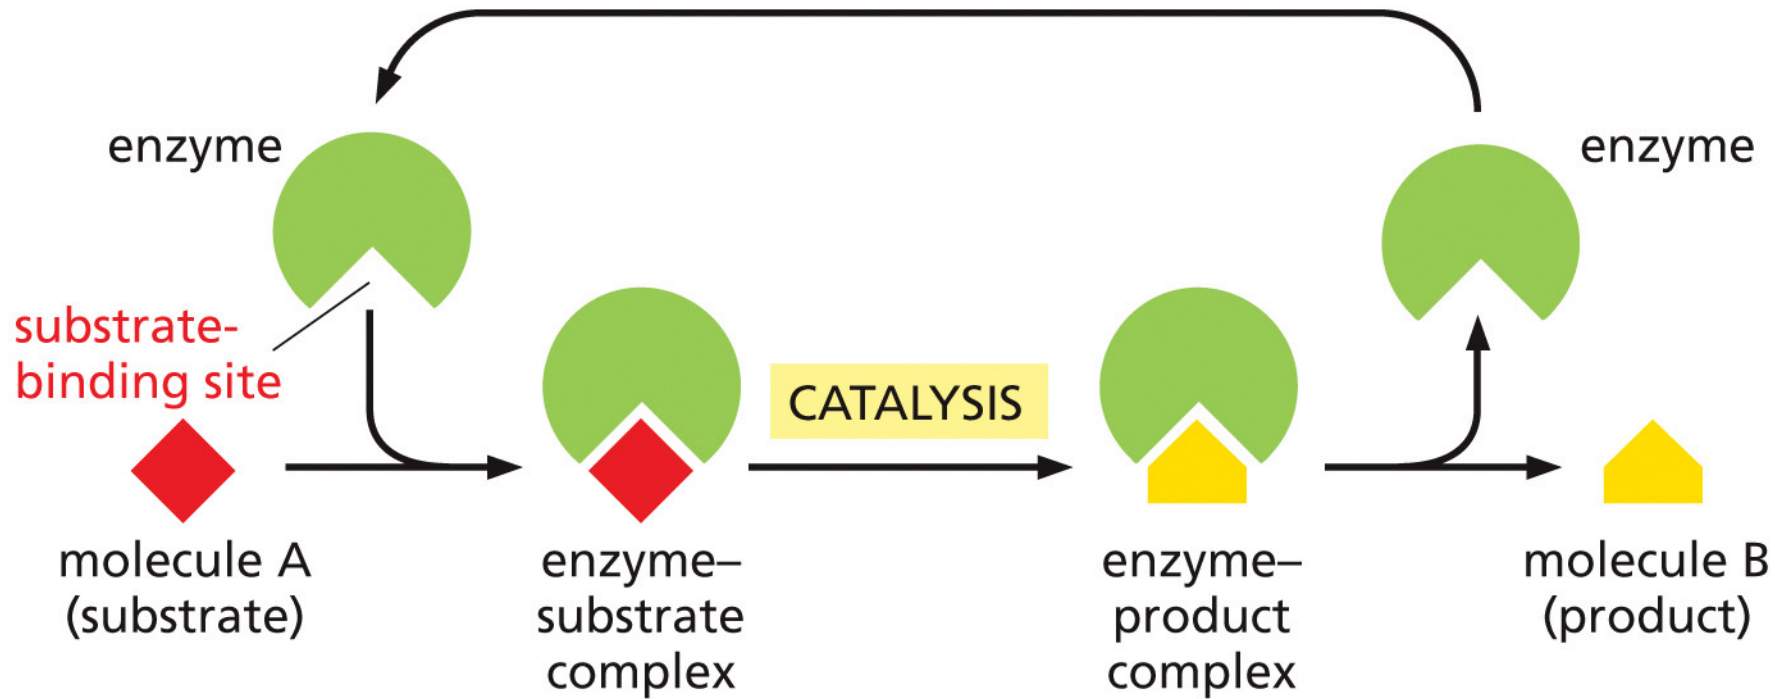 enzyme
enzyme
substrate-
binding site
CATALYSIS
molecule A
(substrate)
enzyme–
substrate
complex
enzyme–
product
complex
molecule B
(product)